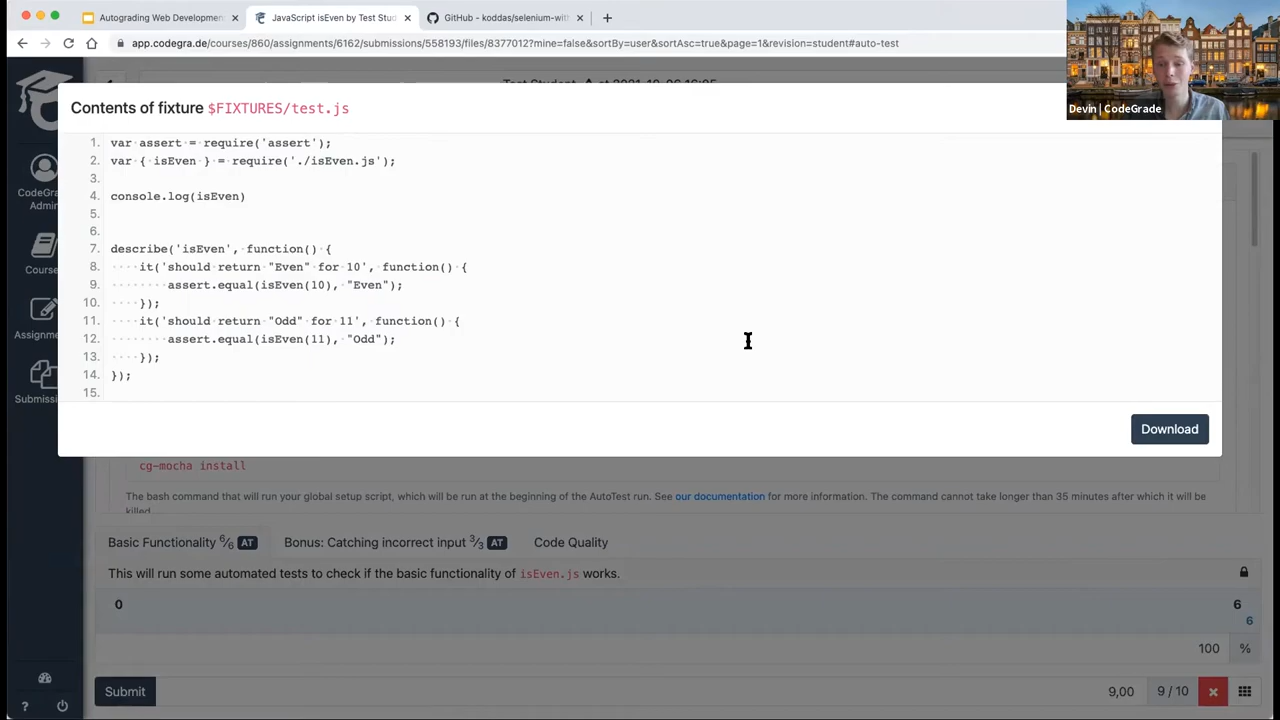 Autograding Web Developmen
JavaScript isEven by Test Stud
GitHub - koddas/selenium-with
app.codegra.de/courses/860/assignments/6162/submissions/558193/files/8377012?mine=false&sortBy=user&sortAsc=true&page=1&revision=student#auto-test
Devin | CodeGrade
CodeGra
Admin
Course
Assignme
Submissi
?
Contents of fixture $FIXTURES/test.js
1. var assert = require('assert');
2. var { isEven } = require('./isEven.js');
3.
4. console.log(isEven)
5.
6.
7. describe('isEven', function() {
8. it('should return "Even" for 10', function() {
9. assert.equal(isEven(10), "Even");
10. });
11. it('should return "Odd" for 11', function() {
12. assert.equal(isEven(11), "Odd");
13. });
14. });
15.
Download
cg-mocha install
The bash command that will run your global setup script, which will be run at the beginning of the AutoTest run. See our documentation for more information. The command cannot take longer than 35 minutes after which it will be
killed.
Basic Functionality 6/6 AT Bonus: Catching incorrect input 3/3 AT Code Quality
This will run some automated tests to check if the basic functionality of isEven.js works.
0 6
6
100 %
Submit 9,00 9 / 10